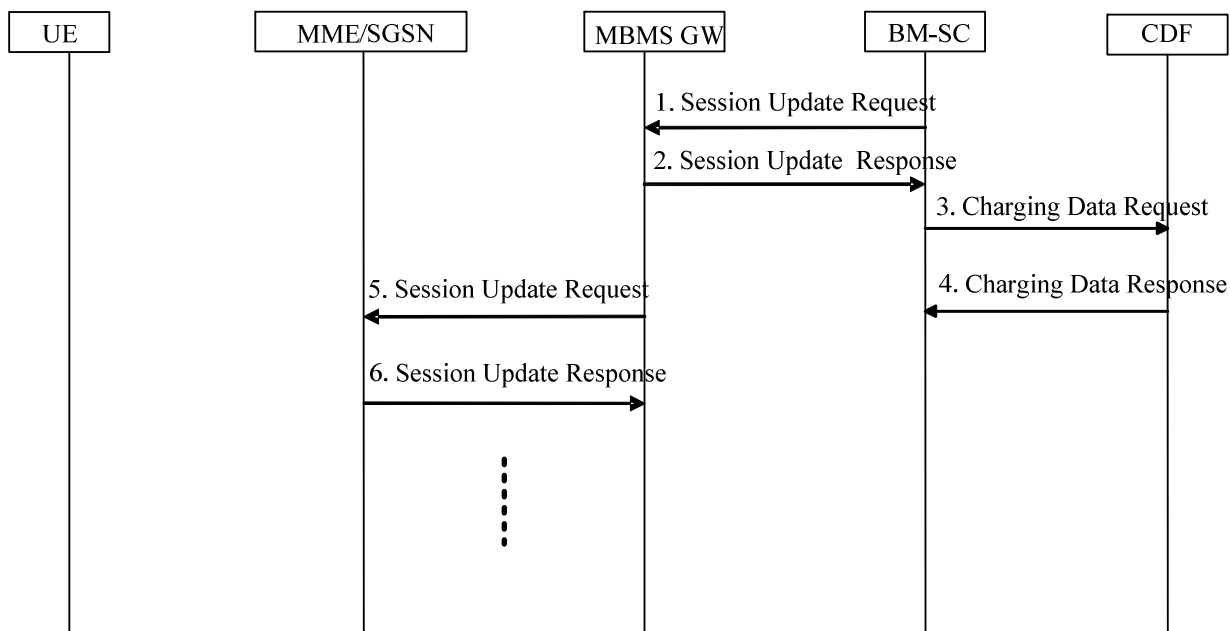 UE
MME/SGSN
MBMS GW
BM-SC
CDF
1. Session Update Request
2. Session Update Response
3. Charging Data Request
4. Charging Data Response
5. Session Update Request
6. Session Update Response